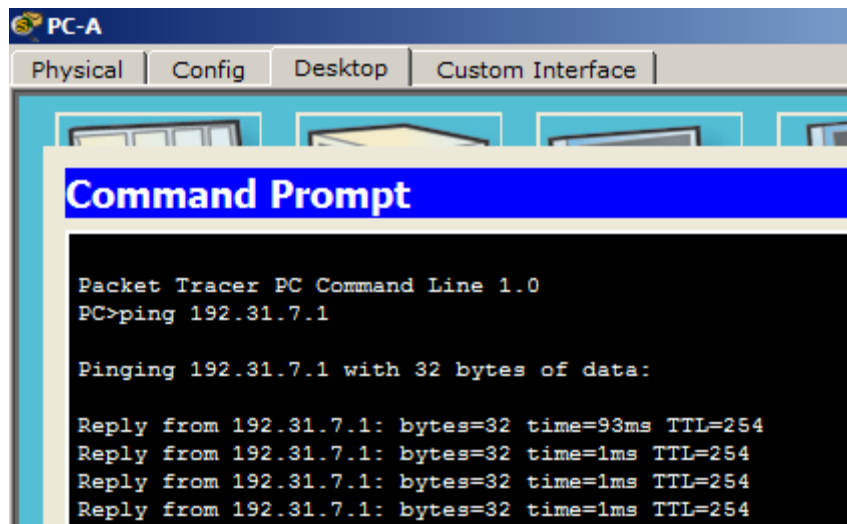 PC-A
Physical Config Desktop Custom Interface
Command Prompt
Packet Tracer PC Command Line 1.0
PC>ping 192.31.7.1
Pinging 192.31.7.1 with 32 bytes of data:
Reply from 192.31.7.1: bytes=32 time=93ms TTL=254
Reply from 192.31.7.1: bytes=32 time=1ms TTL=254
Reply from 192.31.7.1: bytes=32 time=1ms TTL=254
Reply from 192.31.7.1: bytes=32 time=1ms TTL=254